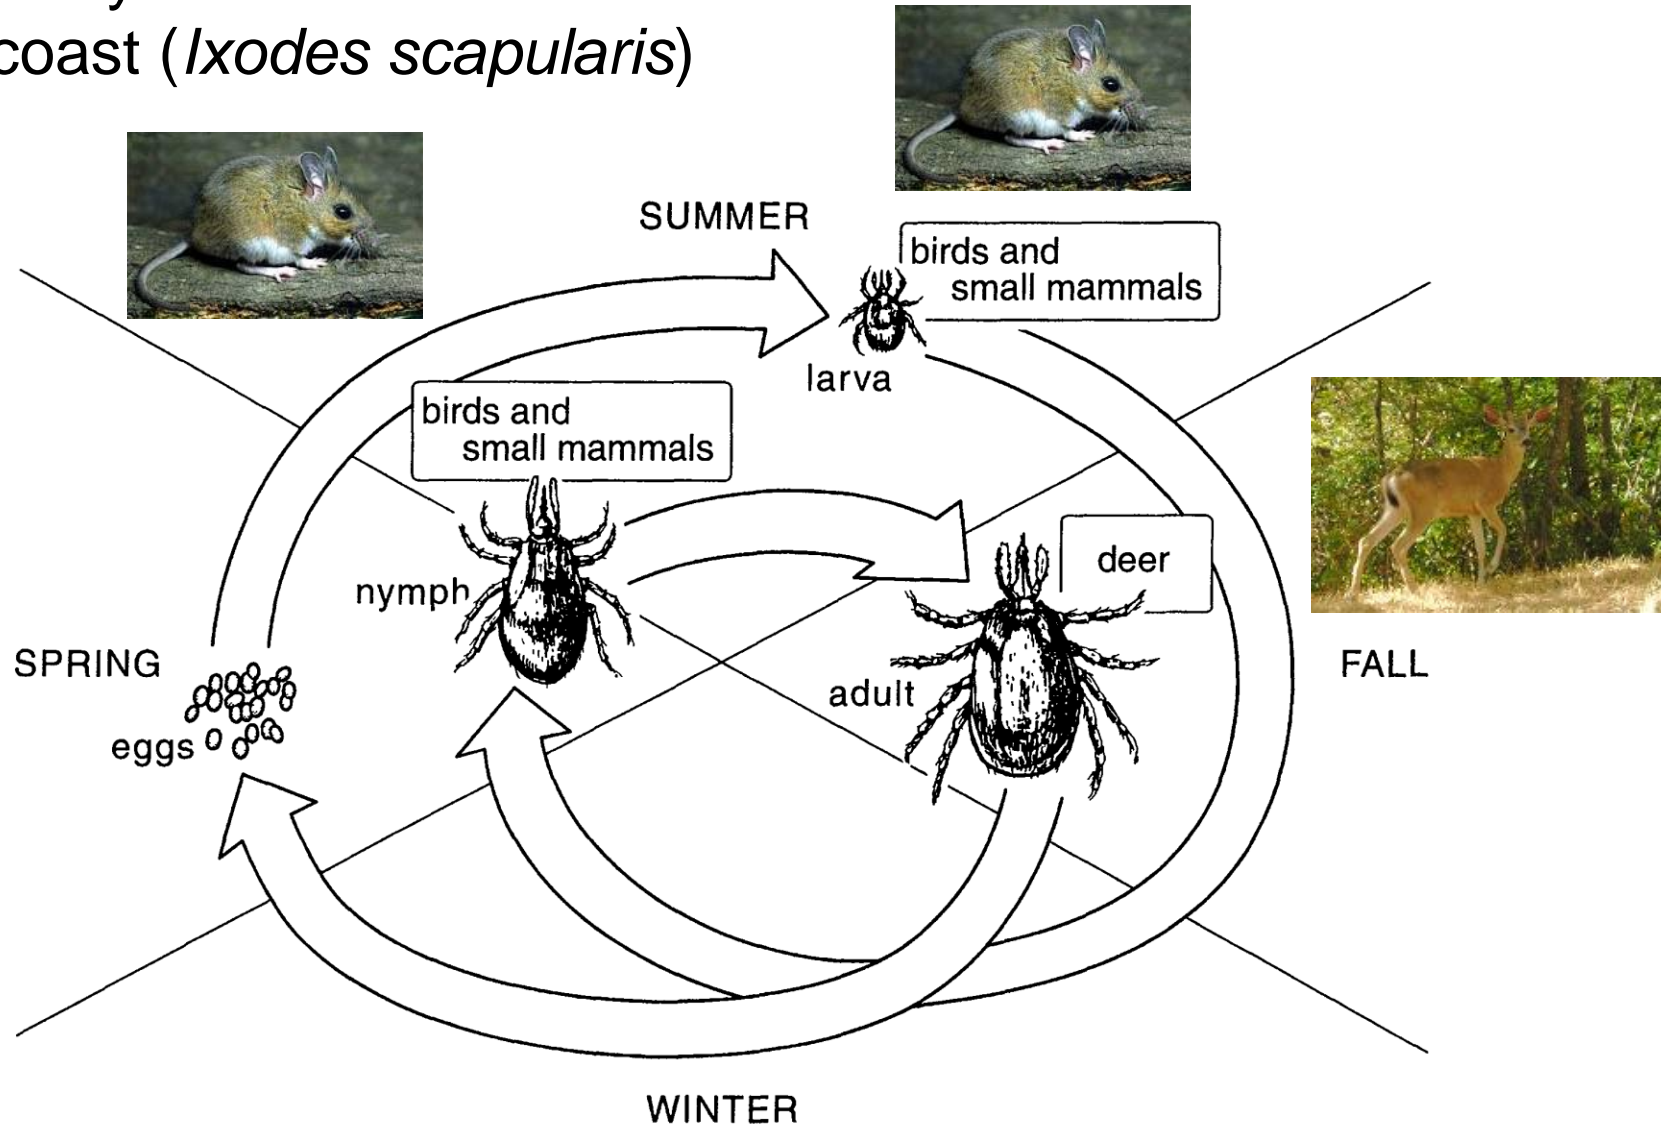 coast (Ixodes scapularis)
SUMMER
birds and
small mammals
larva
birds and
small mammals
nymph
deer
adult
SPRING
eggs
FALL
WINTER